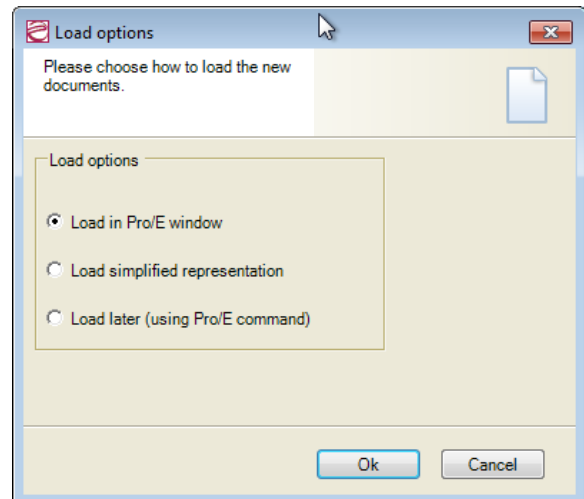 Load options
Please choose how to load the new
documents.
Load options
Load in Pro/E window
Load simplified representation
Load later (using Pro/E command)
Ok
Cancel